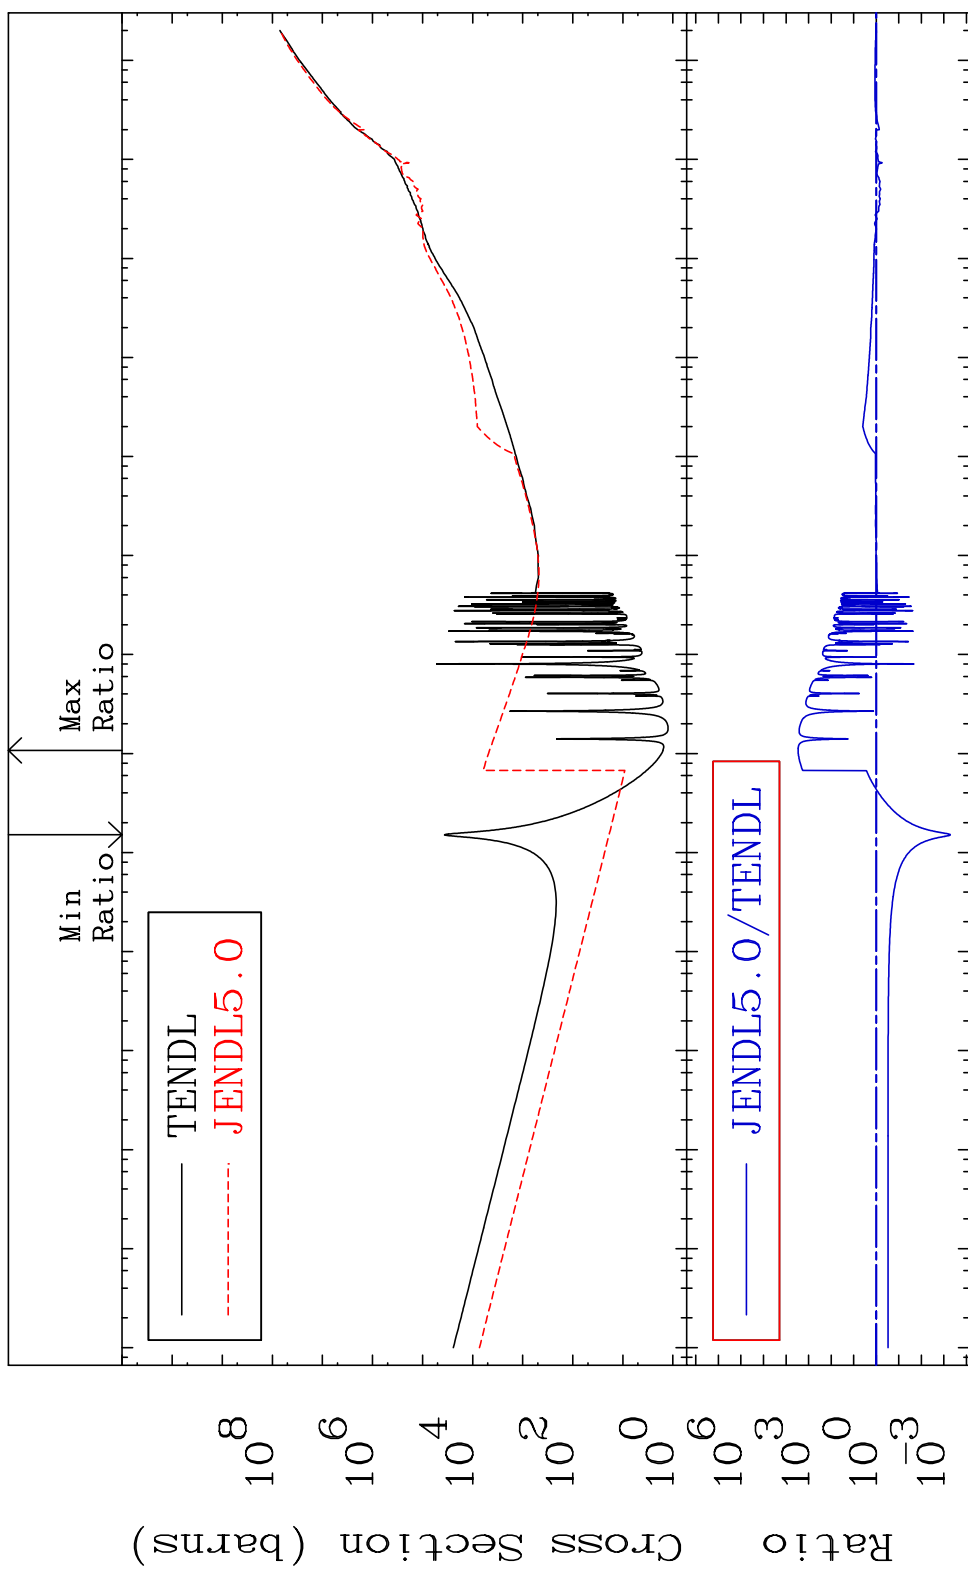 Min
Ratio
Max
Ratio
TENDL
JENDL5.0
JENDL5.0/TENDL
10 8
10 6
10 4
10 2
10 0
Cross Section (barns)
10 6
10 3
10 0
10 -3
Ratio